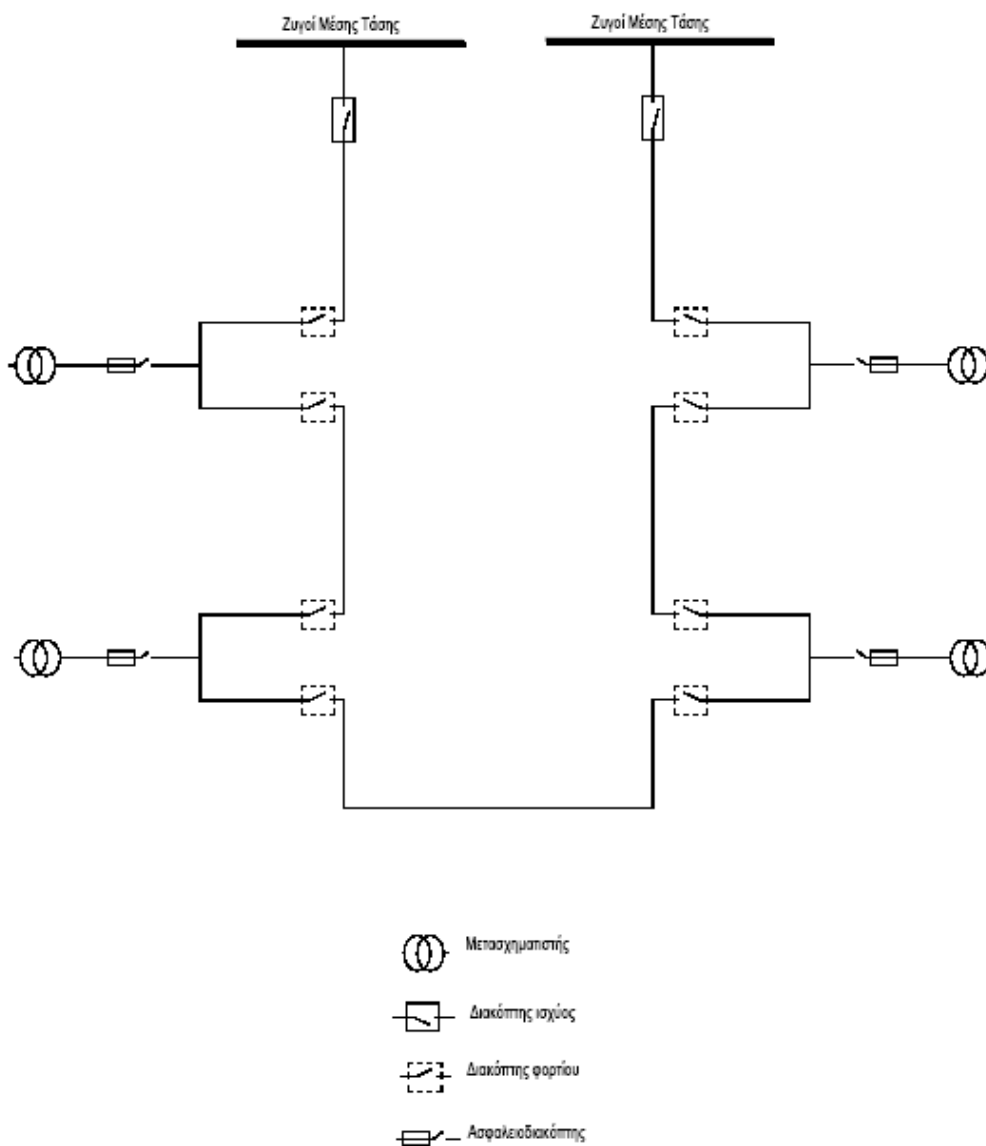 Ζυγοί Μέσης Τάσης
Ζυγοί Μέσης Τάσης
Μετασχηματιστής
Διακόπτης ισχύος
Διακόπτης φορτίου
Ασφαλειοδιακόπτης